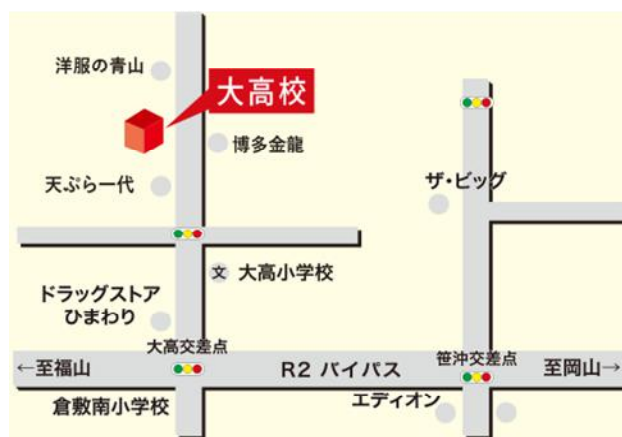 洋服の青山
大高校
博多金龍
天ぷら一代
ザ・ビッグ
文 大高小学校
ドラッグストア
ひまわり
大高交差点
笹沖交差点
←至福山
R2 バイパス
至岡山→
倉敷南小学校
エディオン